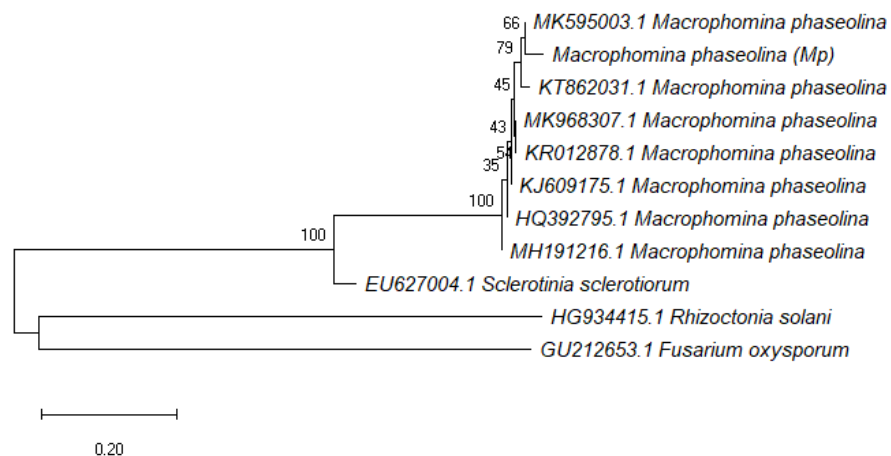 66
MK595003.1 Macrophomina phaseolina
79
Macrophomina phaseolina (Mp)
KT862031.1 Macrophomina phaseolina
45
MK968307.1 Macrophomina phaseolina
43
KR012878.1 Macrophomina phaseolina
54
35
KJ609175.1 Macrophomina phaseolina
100
HQ392795.1 Macrophomina phaseolina
100
MH191216.1 Macrophomina phaseolina
EU627004.1 Sclerotinia sclerotiorum
HG934415.1 Rhizoctonia solani
GU212653.1 Fusarium oxysporum
0.20